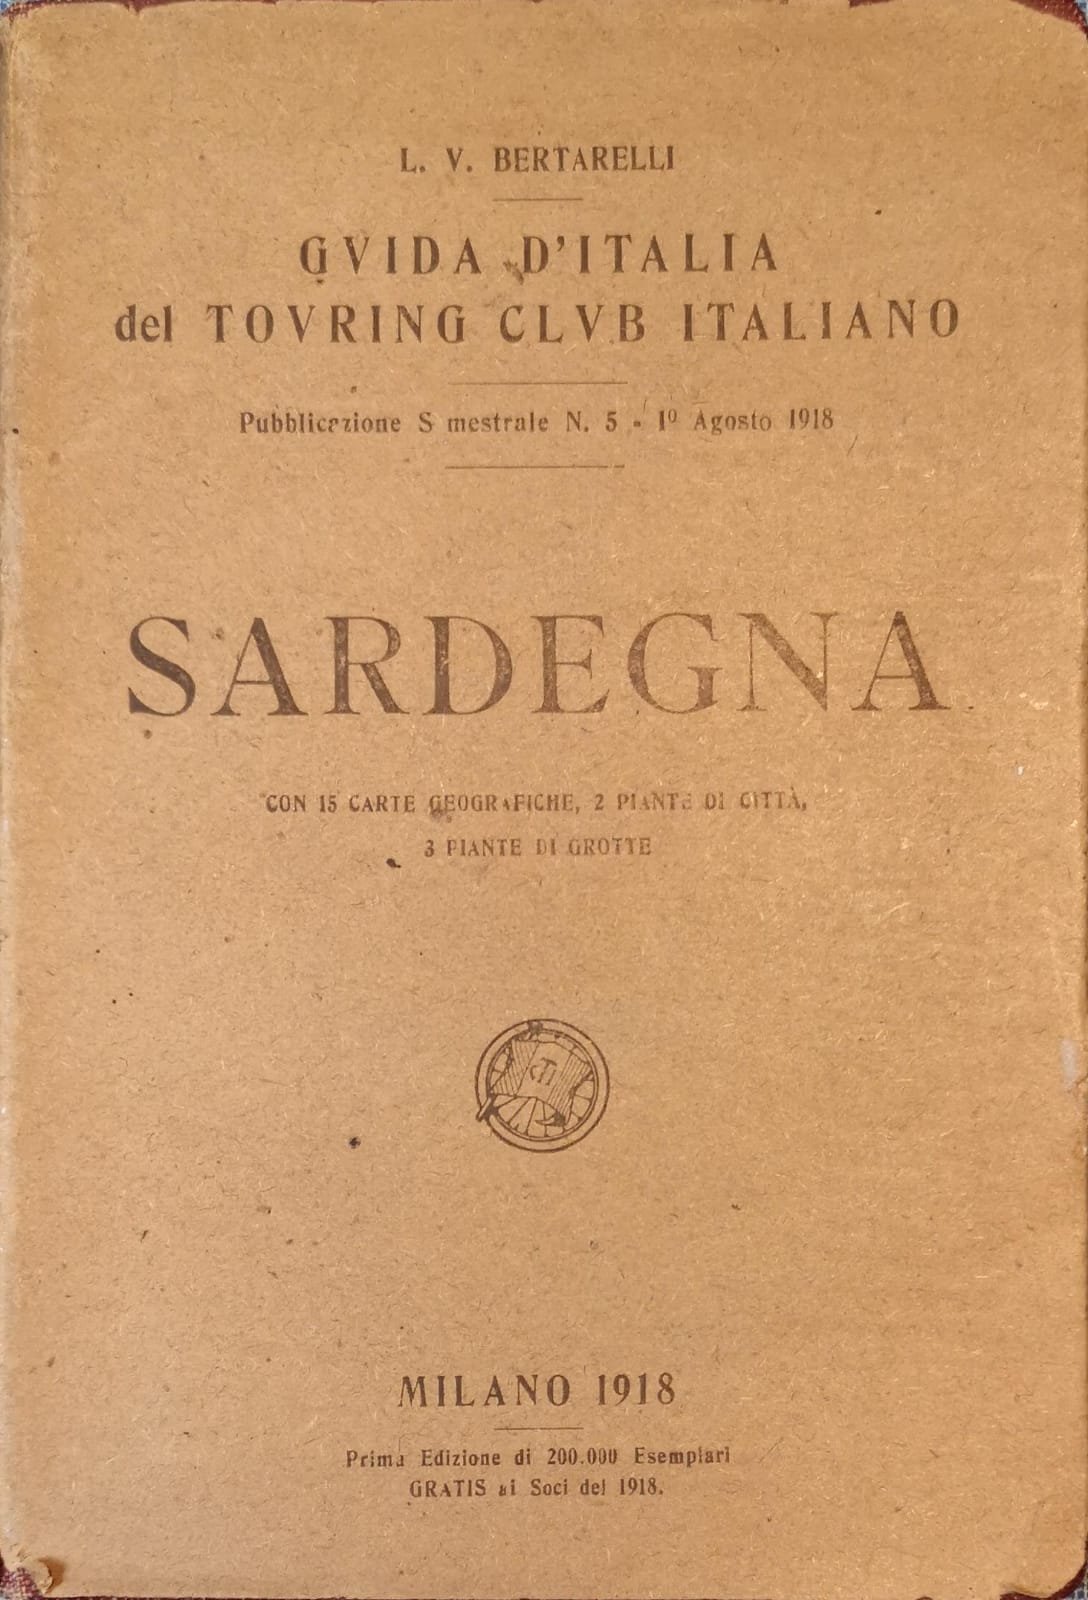 L. V. BERTARELLI
GVIDA D'ITALIA
del TOVRING CLVB ITALIANO
Pubblicazione Semestrale N. 5 - 1º Agosto 1918
SARDEGNA
CON 15 CARTE GEOGRAFICHE, 2 PIANTE DI CITTÀ,
3 PIANTE DI GROTTE
CTI
MILANO 1918
Prima Edizione di 200.000 Esemplari
GRATIS ai Soci del 1918.